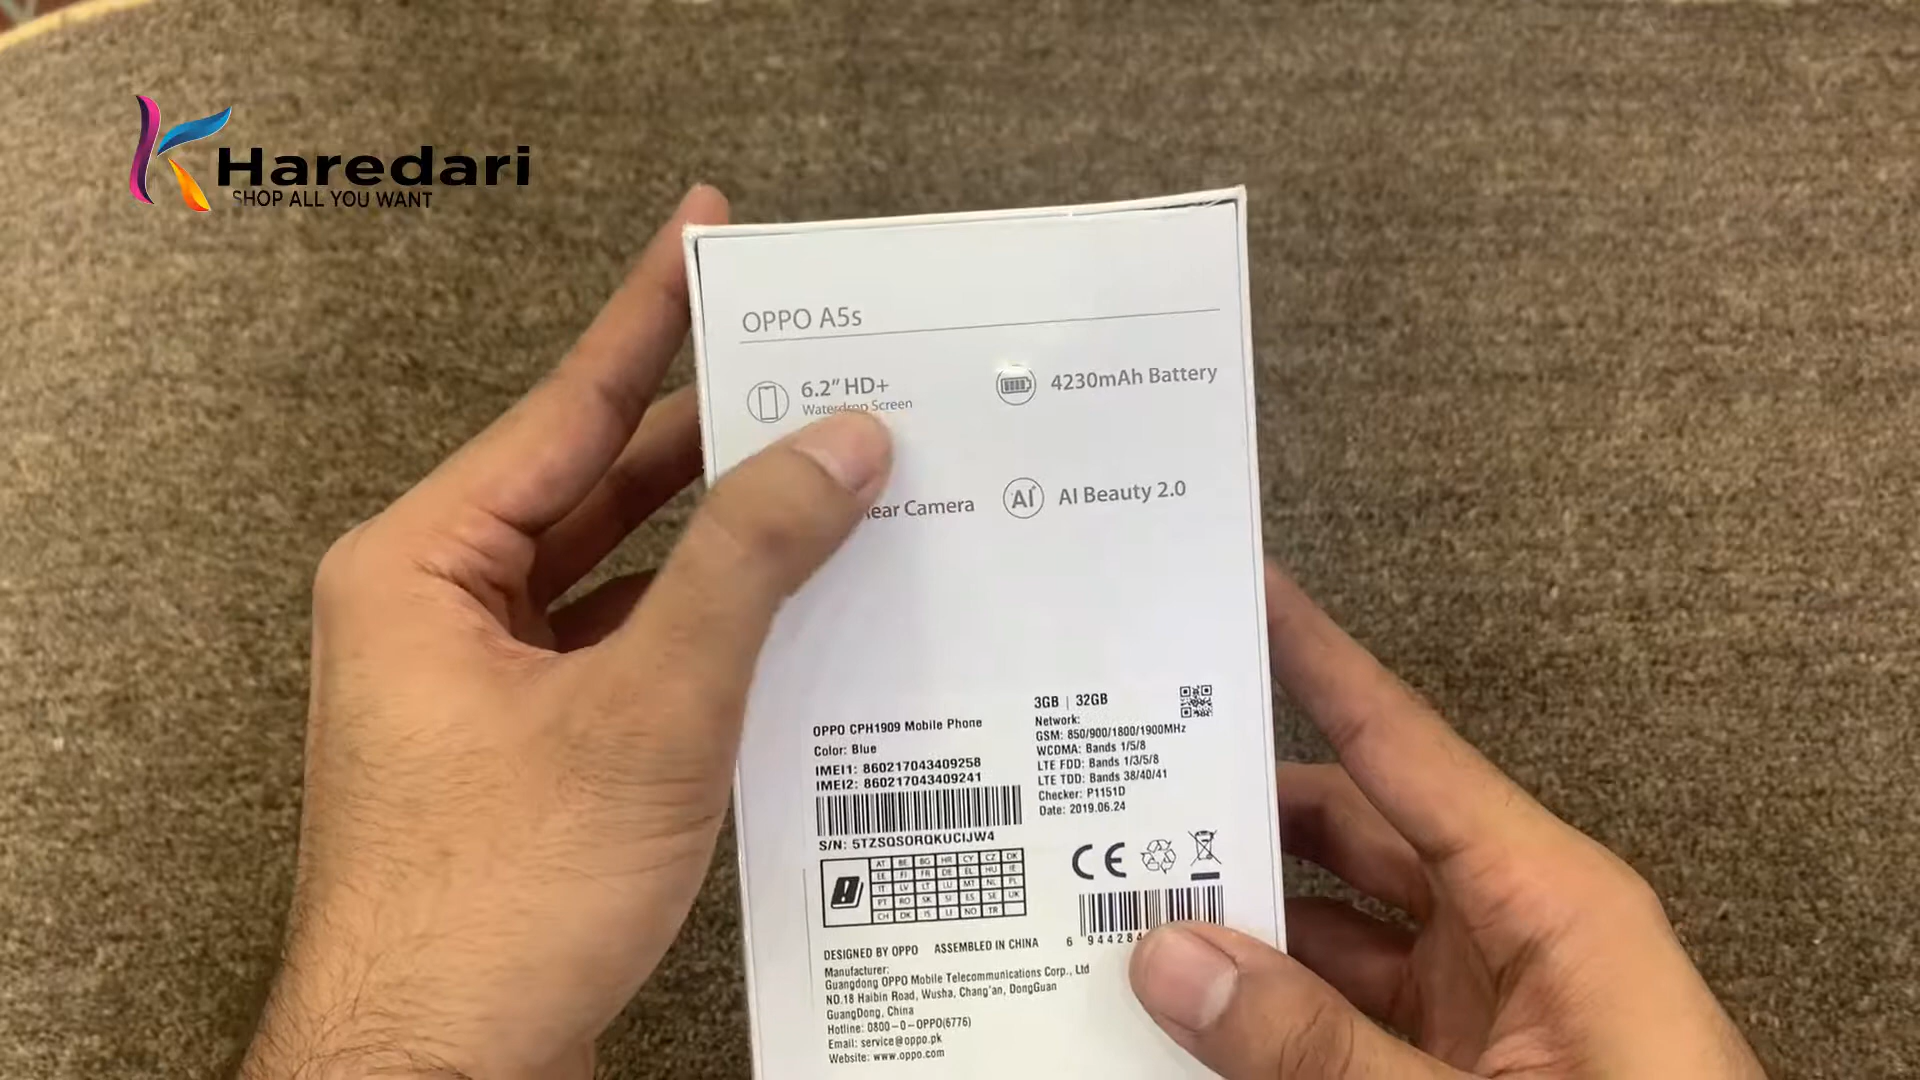 Haredari
SHOP ALL YOU WANT
OPPO A5s
6.2" HD+
Waterdrop Screen
4230mAh Battery
Camera
AI
AI Beauty 2.0
OPPO CPH1909 Mobile Phone
Color: Blue
IMEI1: 860217043409258
IMEI2: 860217043409241
S/N: 5TZSQSORQKUCIJW4
3GB | 32GB
Network:
GSM: 850/900/1800/1900MHz
WCDMA: Bands 1/5/8
LTE FDD: Bands 1/3/5/8
LTE TDD: Bands 38/40/41
Checker: P1151D
Date: 2019.06.24
AT BE BG HR CY CZ DK
EE FI FR DE EL HU IE
IT LV LT LU MT NL PL
PT RO SK SI ES SE UK
CH DK IS LI NO TR
CE
6 944284
DESIGNED BY OPPO ASSEMBLED IN CHINA
Manufacturer:
Guangdong OPPO Mobile Telecommunications Corp., Ltd
NO.18 Haibin Road, Wusha, Chang'an, DongGuan
GuangDong, China
Hotline: 0800-0-OPPO(6776)
Email: service@oppo.pk
Website: www.oppo.com